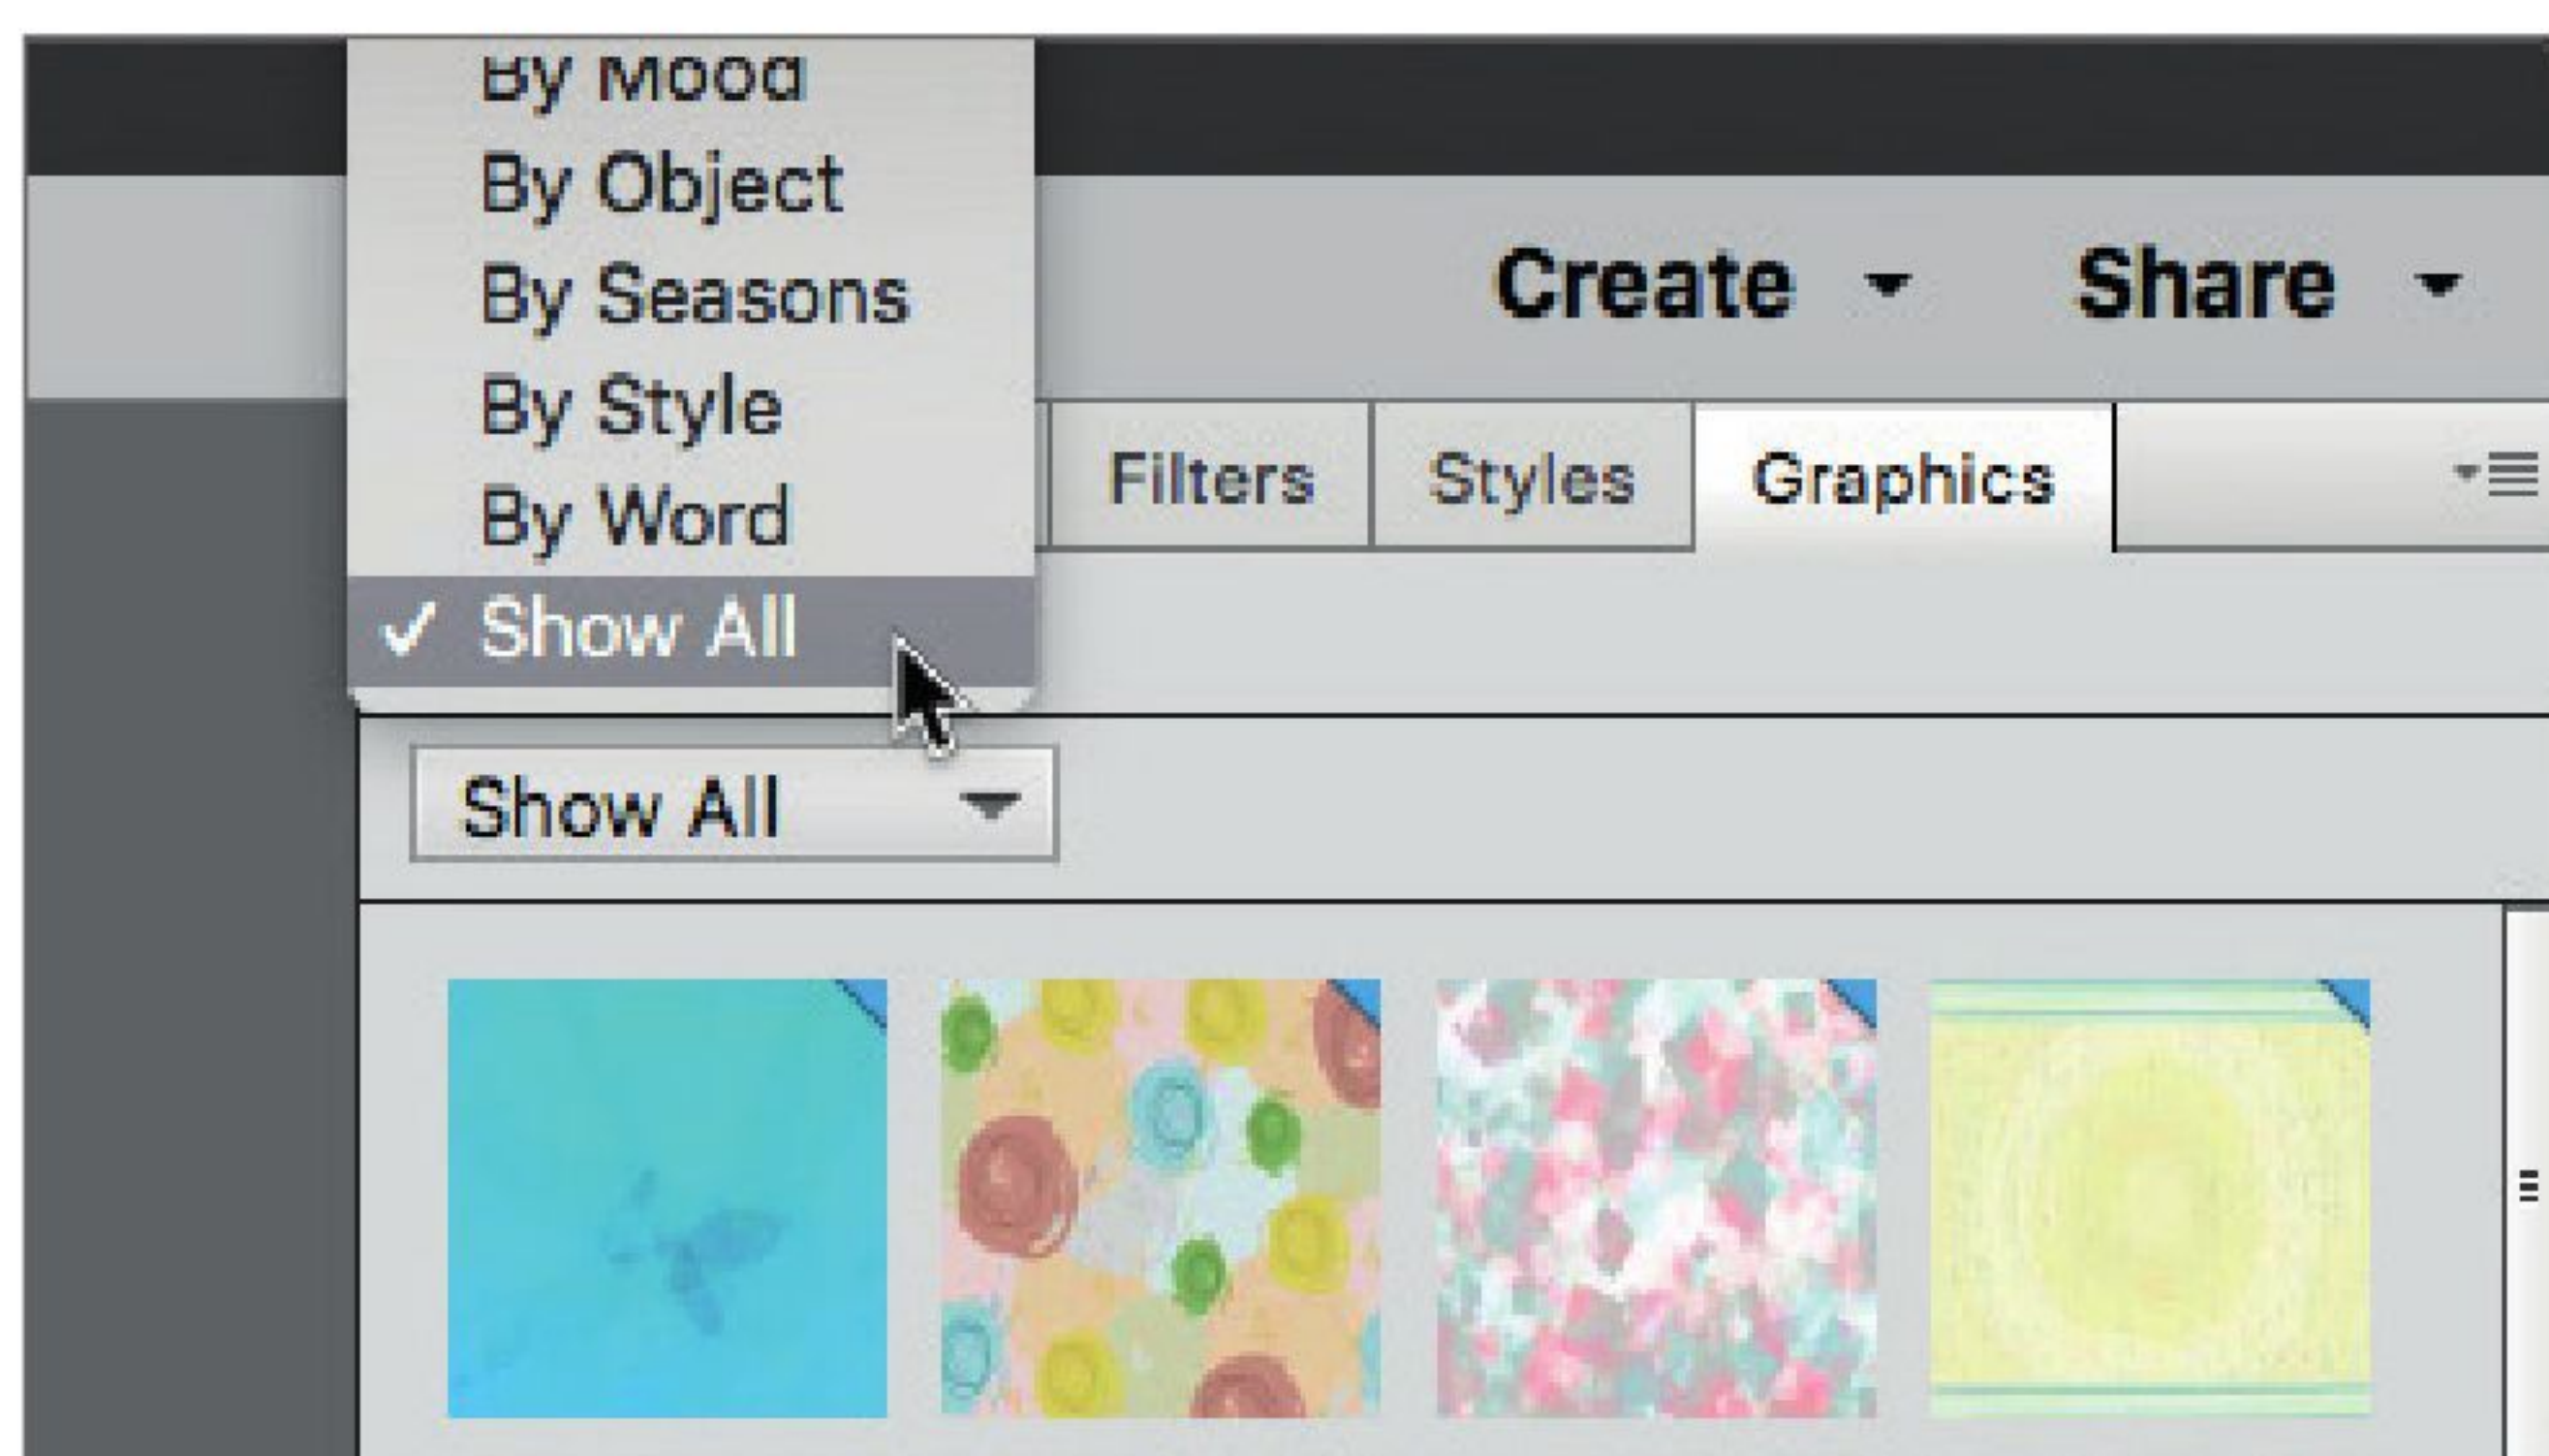 By Mood
By Object
By Seasons
By Style
By Word
✓ Show All
Create Share
Filters Styles Graphics
Show All